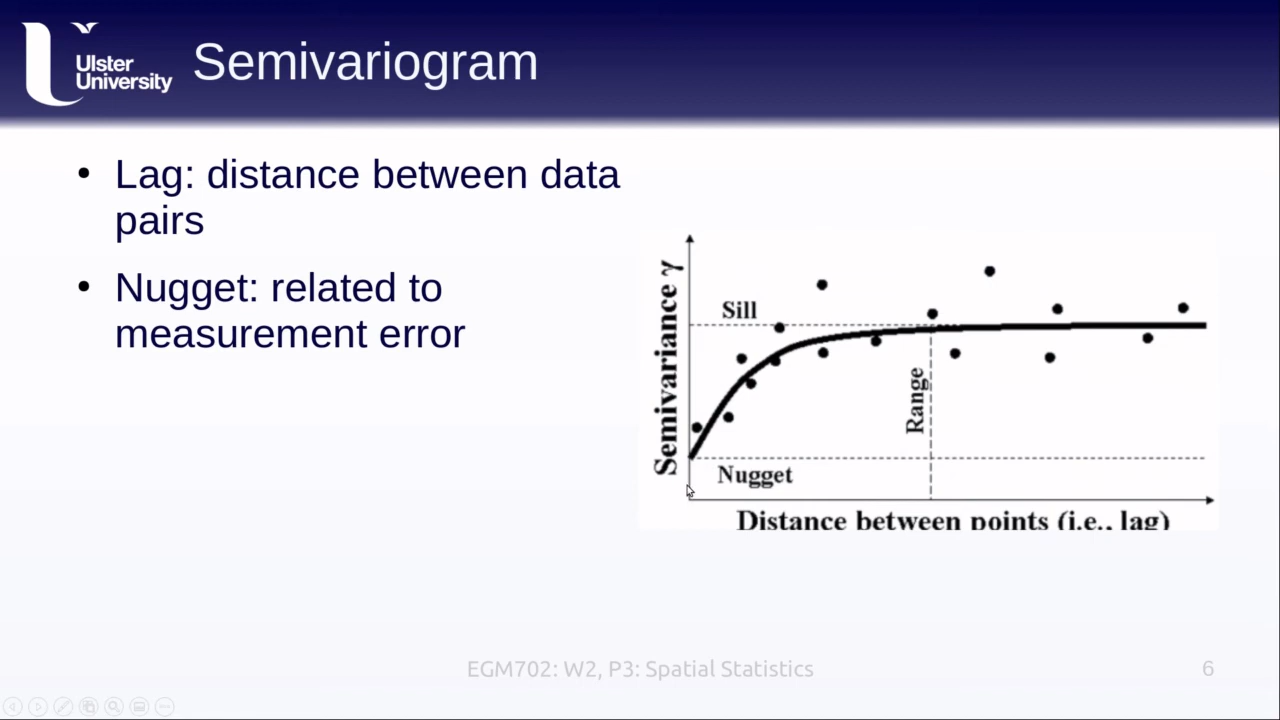 Ulster
University
Semivariogram
• Lag: distance between data
pairs
• Nugget: related to
measurement error
Semivariance γ
Sill
Range
Nugget
Distance between points (i.e., lag)
EGM702: W2, P3: Spatial Statistics
6